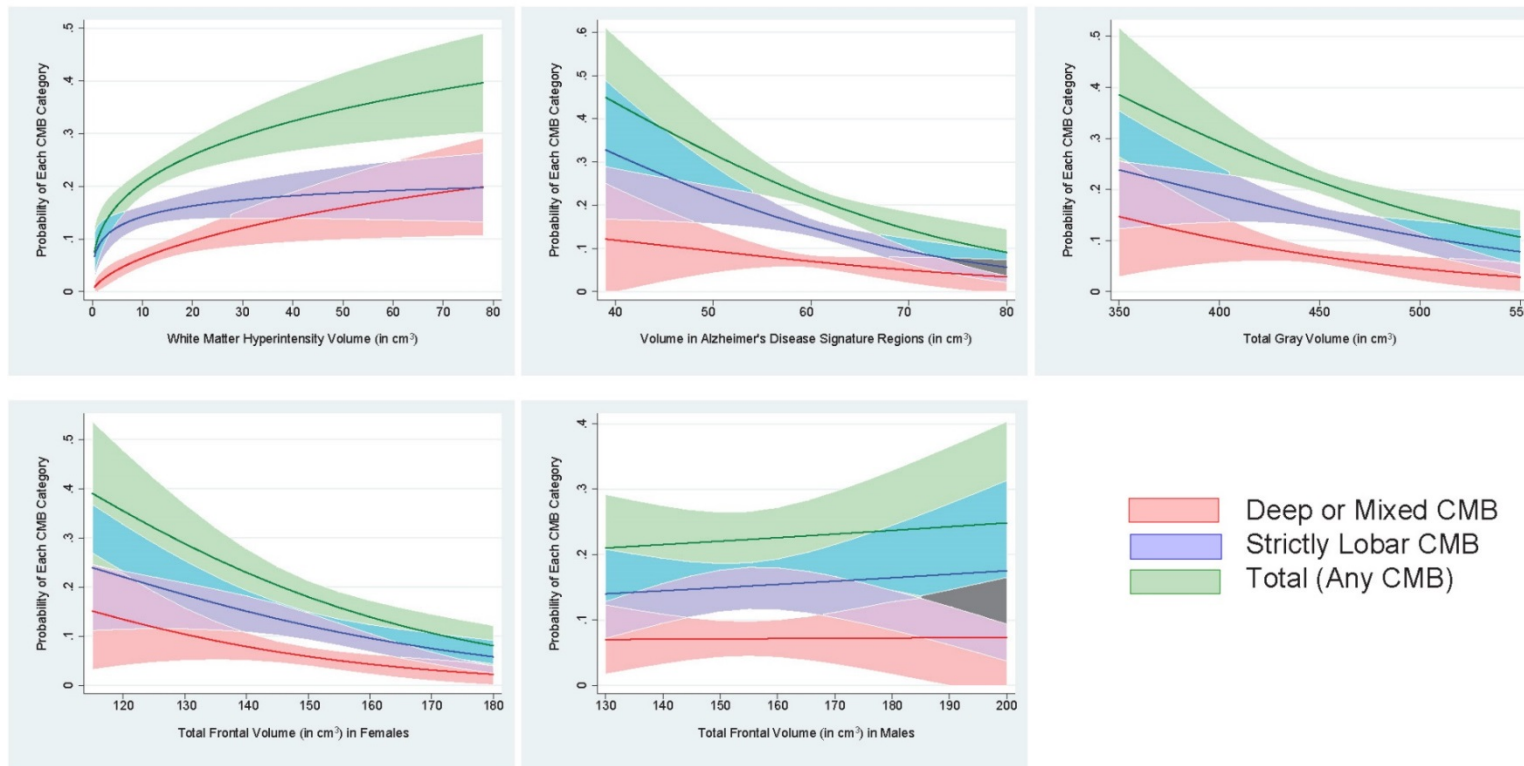 Probability of Each CMB Category
.5
.4
.3
.2
.1
0
0 10 20 30 40 50 60 70 80
White Matter Hyperintensity Volume (in cm³)
Probability of Each CMB Category
.6
.5
.4
.3
.2
.1
0
40 50 60 70 80
Volume in Alzheimer's Disease Signature Regions (in cm³)
Probability of Each CMB Category
.5
.4
.3
.2
.1
0
350 400 450 500 550
Total Gray Volume (in cm³)
Probability of Each CMB Category
.5
.4
.3
.2
.1
0
120 130 140 150 160 170 180
Total Frontal Volume (in cm³) in Females
Probability of Each CMB Category
.4
.3
.2
.1
0
130 140 150 160 170 180 190 200
Total Frontal Volume (in cm³) in Males
Deep or Mixed CMB
Strictly Lobar CMB
Total (Any CMB)